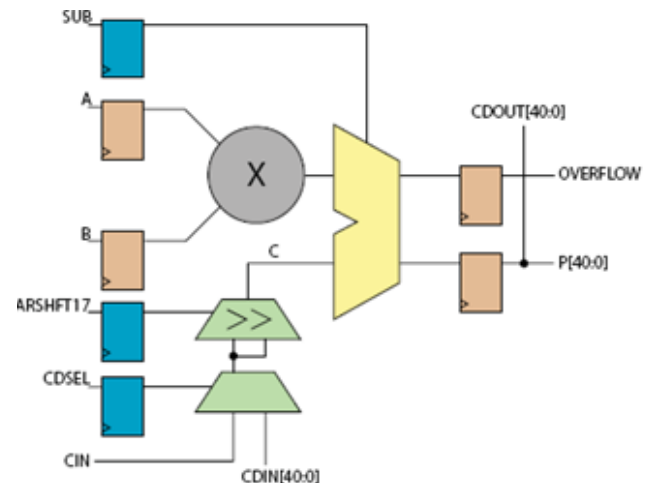 SUB
A
CDOUT[40:0]
X
OVERFLOW
B
C
P[40:0]
ARSHFT17
>>
CDSEL
CIN
CDIN[40:0]